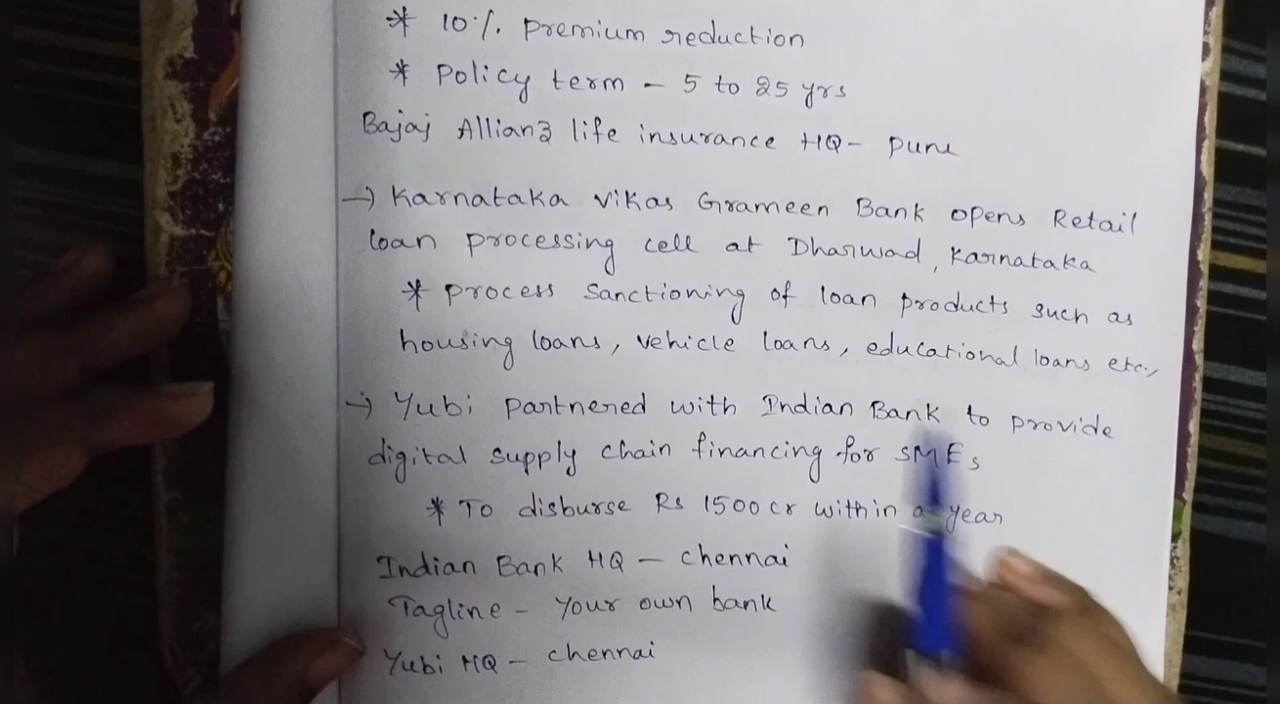 * 10% Premium reduction
* Policy term - 5 to 25 yrs
Bajaj Allianz life insurance HQ - Pune
→ Karnataka Vikas Grameen Bank opens Retail
loan processing cell at Dharwad, Karnataka
* Process Sanctioning of loan products such as
housing loans, vehicle loans, educational loans etc.,
→ Yubi Partnered with Indian Bank to provide
digital supply chain financing for SMEs
* To disburse Rs 1500 cr within a year
Indian Bank HQ - Chennai
Tagline - Your own bank
Yubi HQ - Chennai